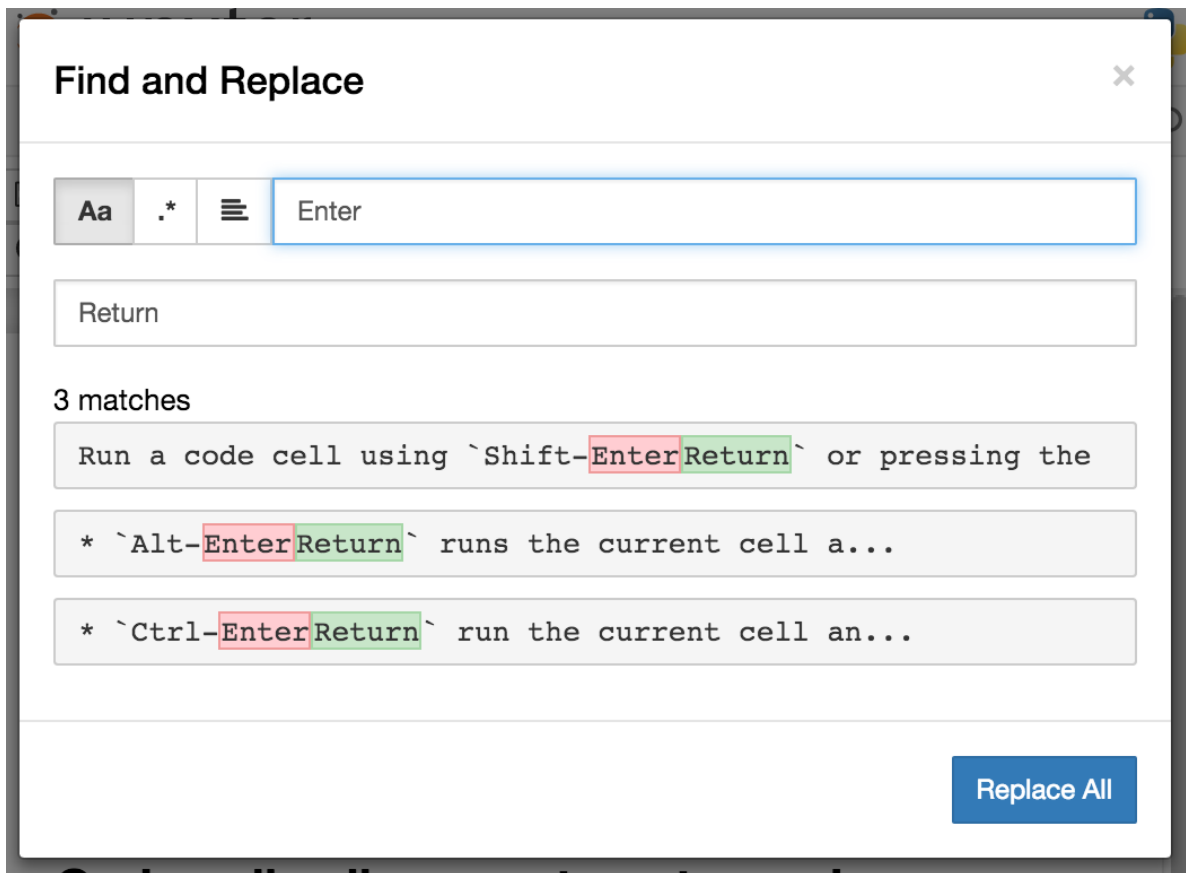 Find and Replace
×
Aa .* Enter
Return
3 matches
Run a code cell using `Shift-EnterReturn` or pressing the
* `Alt-EnterReturn` runs the current cell a...
* `Ctrl-EnterReturn` run the current cell an...
Replace All